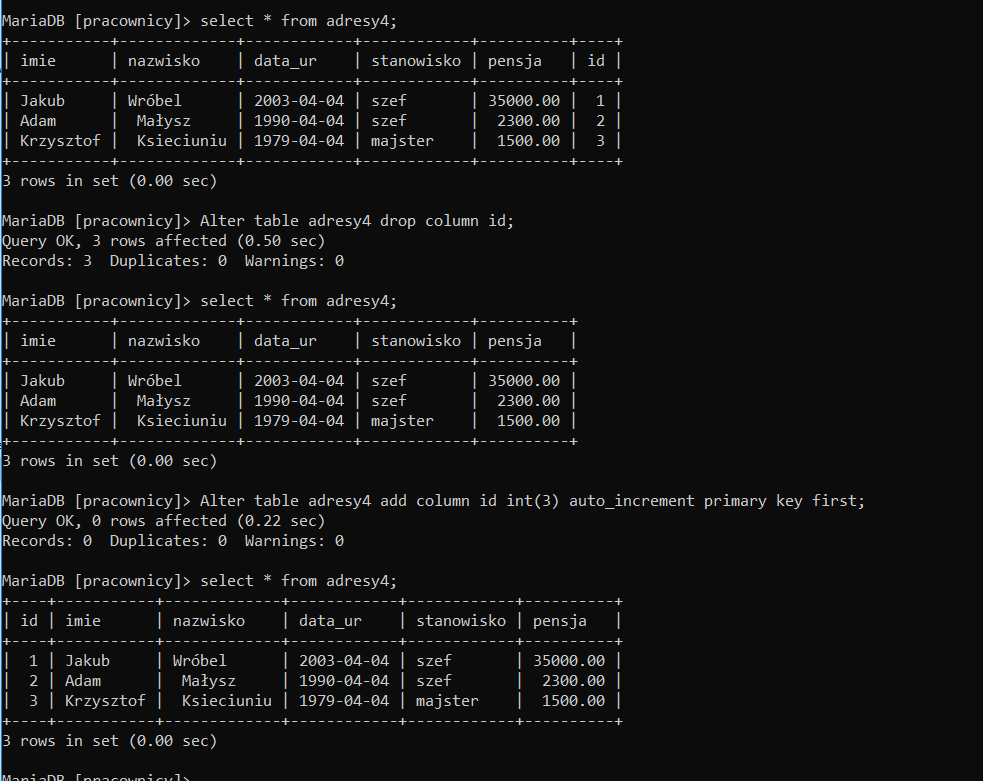 MariaDB [pracownicy]> select * from adresy4;
+-----------+-------------+------------+------------+----------+----+
| imie      | nazwisko    | data_ur    | stanowisko | pensja   | id |
+-----------+-------------+------------+------------+----------+----+
| Jakub     | Wróbel      | 2003-04-04 | szef       | 35000.00 |  1 |
| Adam      |  Małysz     | 1990-04-04 | szef       |  2300.00 |  2 |
| Krzysztof |  Ksieciuniu | 1979-04-04 | majster    |  1500.00 |  3 |
+-----------+-------------+------------+------------+----------+----+
3 rows in set (0.00 sec)
MariaDB [pracownicy]> Alter table adresy4 drop column id;
Query OK, 3 rows affected (0.50 sec)
Records: 3  Duplicates: 0  Warnings: 0
MariaDB [pracownicy]> select * from adresy4;
+-----------+-------------+------------+------------+----------+
| imie      | nazwisko    | data_ur    | stanowisko | pensja   |
+-----------+-------------+------------+------------+----------+
| Jakub     | Wróbel      | 2003-04-04 | szef       | 35000.00 |
| Adam      |  Małysz     | 1990-04-04 | szef       |  2300.00 |
| Krzysztof |  Ksieciuniu | 1979-04-04 | majster    |  1500.00 |
+-----------+-------------+------------+------------+----------+
3 rows in set (0.00 sec)
MariaDB [pracownicy]> Alter table adresy4 add column id int(3) auto_increment primary key first;
Query OK, 0 rows affected (0.22 sec)
Records: 0  Duplicates: 0  Warnings: 0
MariaDB [pracownicy]> select * from adresy4;
+----+-----------+-------------+------------+------------+----------+
| id | imie      | nazwisko    | data_ur    | stanowisko | pensja   |
+----+-----------+-------------+------------+------------+----------+
|  1 | Jakub     | Wróbel      | 2003-04-04 | szef       | 35000.00 |
|  2 | Adam      |  Małysz     | 1990-04-04 | szef       |  2300.00 |
|  3 | Krzysztof |  Ksieciuniu | 1979-04-04 | majster    |  1500.00 |
+----+-----------+-------------+------------+------------+----------+
3 rows in set (0.00 sec)
MariaDB [pracownicy]>